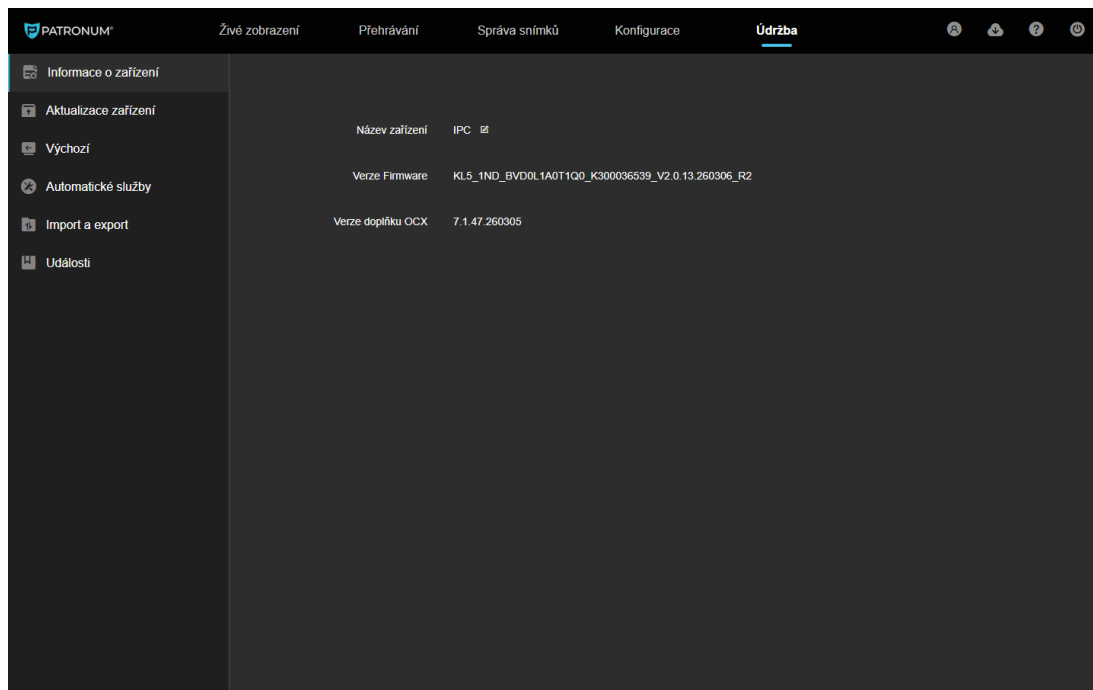 PATRONUM®
Živé zobrazení
Přehrávání
Správa snímků
Konfigurace
Údržba
Informace o zařízení
Aktualizace zařízení
Výchozí
Automatické služby
Import a export
Události
Název zařízení IPC
Verze Firmware KL5_1ND_BVD0L1A0T1Q0_K300036539_V2.0.13.260306_R2
Verze doplňku OCX 7.1.47.260305